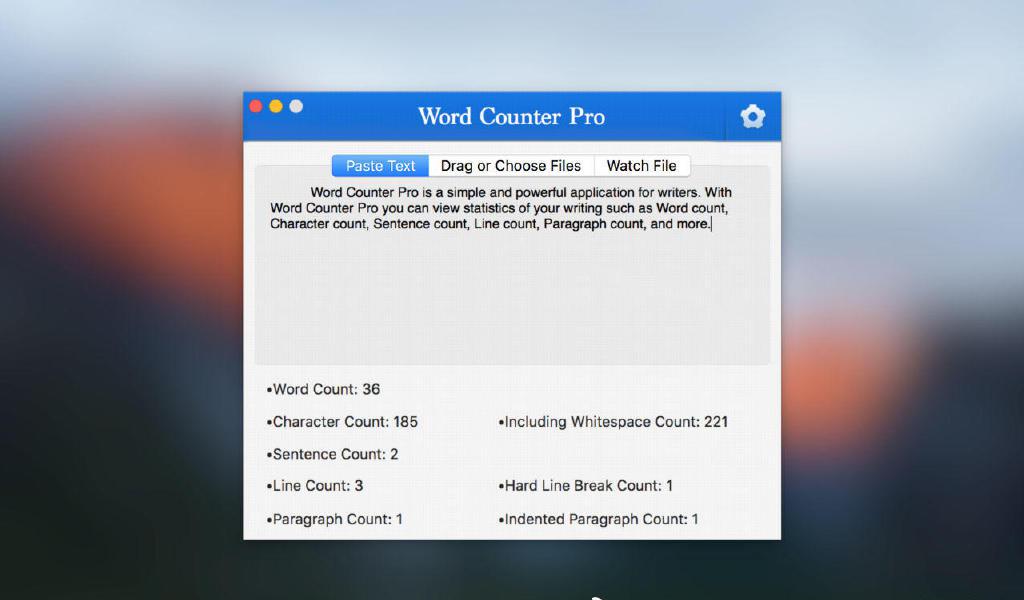 Word Counter Pro
Paste Text Drag or Choose Files Watch File
Word Counter Pro is a simple and powerful application for writers. With
Word Counter Pro you can view statistics of your writing such as Word count,
Character count, Sentence count, Line count, Paragraph count, and more.
•Word Count: 36
•Character Count: 185 •Including Whitespace Count: 221
•Sentence Count: 2
•Line Count: 3 •Hard Line Break Count: 1
•Paragraph Count: 1 •Indented Paragraph Count: 1